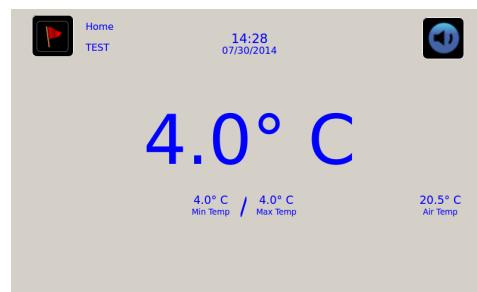 Home
TEST
14:28
07/30/2014
4.0° C
4.0° C / 4.0° C
Min Temp Max Temp
20.5° C
Air Temp